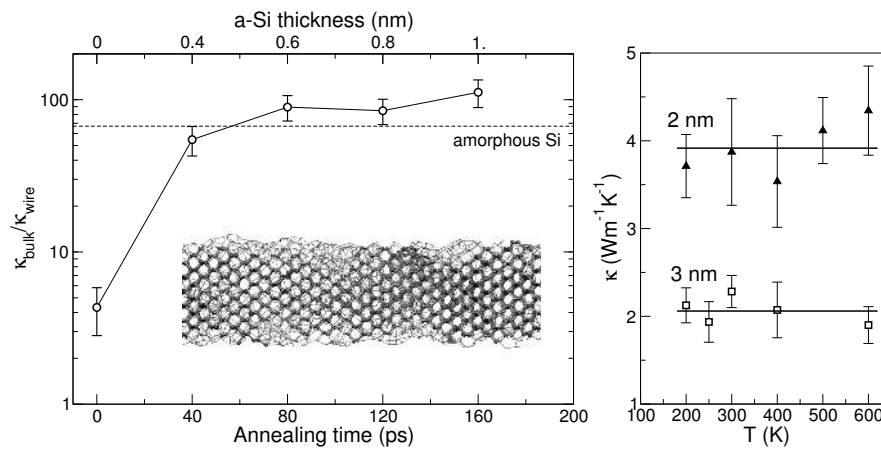 a-Si thickness (nm)
0 0.4 0.6 0.8 1.
100
10
1
κbulk/κwire
amorphous Si
0 40 80 120 160 200
Annealing time (ps)
5
4
3
2
1
κ (Wm-1K-1)
2 nm
3 nm
100 200 300 400 500 600
T (K)